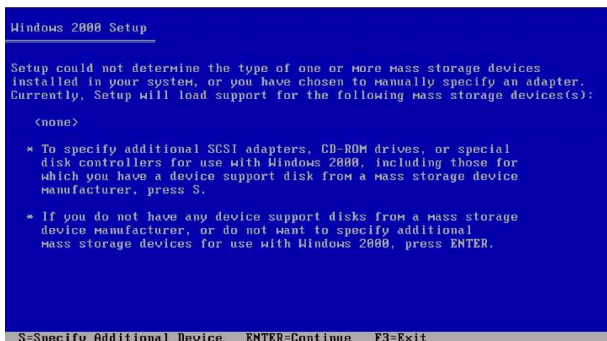 Windows 2000 Setup
Setup could not determine the type of one or more mass storage devices
installed in your system, or you have chosen to manually specify an adapter.
Currently, Setup will load support for the following mass storage devices(s):
<none>
* To specify additional SCSI adapters, CD-ROM drives, or special
disk controllers for use with Windows 2000, including those for
which you have a device support disk from a mass storage device
manufacturer, press S.
* If you do not have any device support disks from a mass storage
device manufacturer, or do not want to specify additional
mass storage devices for use with Windows 2000, press ENTER.
S=Specify Additional Device ENTER=Continue F3=Exit